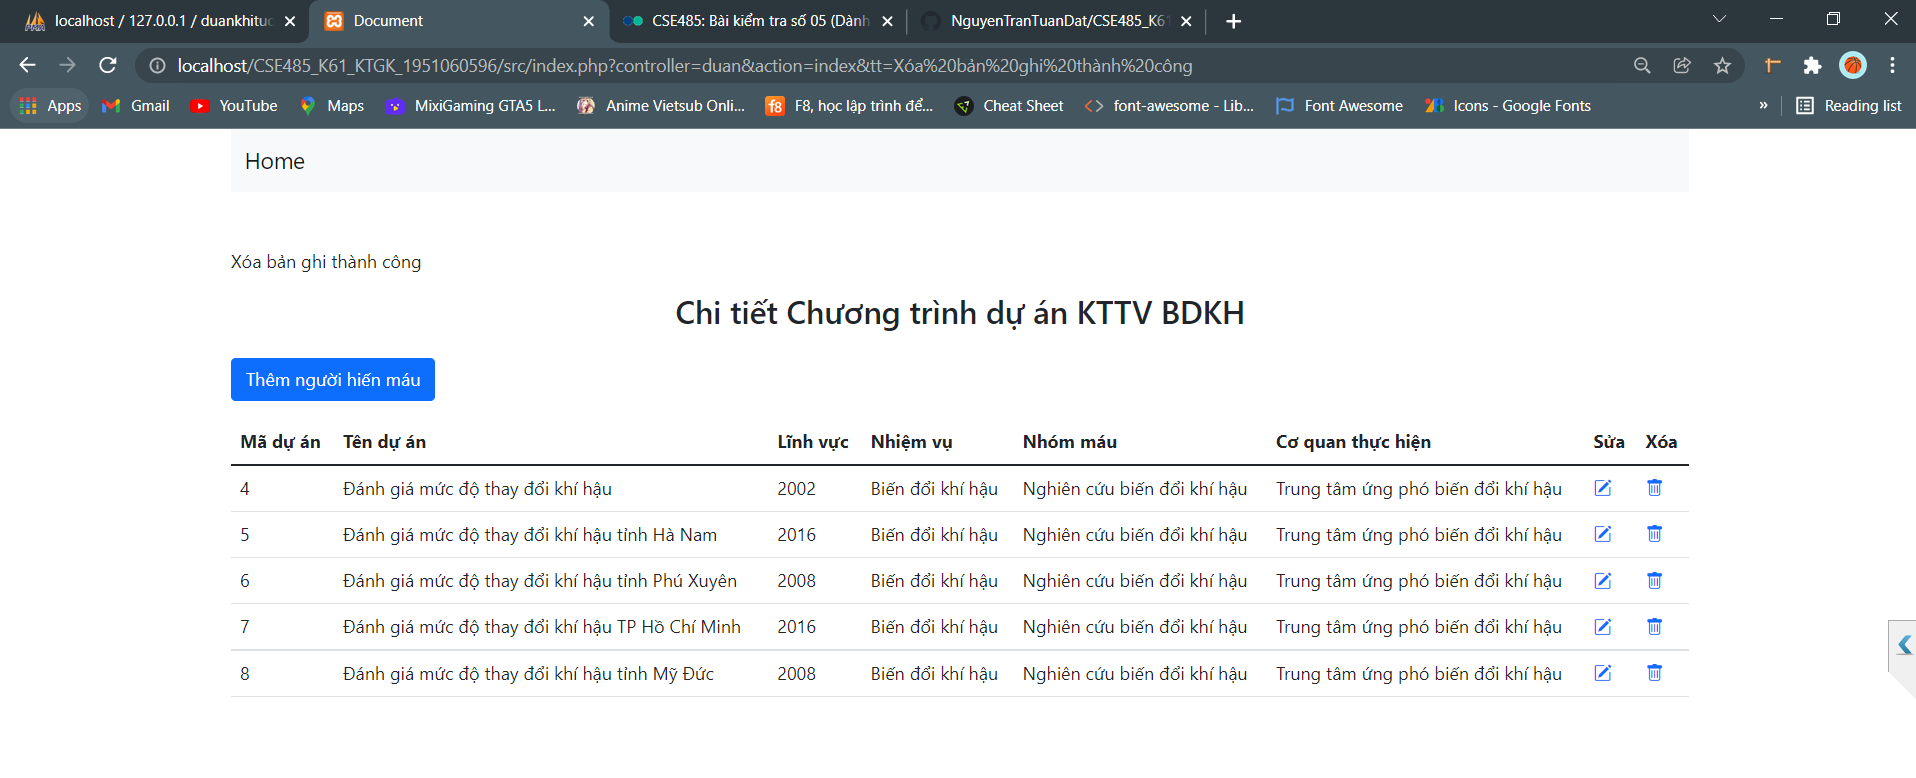 localhost / 127.0.0.1 / duankhituc
Document
CSE485: Bài kiểm tra số 05 (Dành
NguyenTranTuanDat/CSE485_K61
localhost/CSE485_K61_KTGK_1951060596/src/index.php?controller=duan&action=index&tt=Xóa%20bản%20ghi%20thành%20công
Apps
Gmail
YouTube
Maps
MixiGaming GTA5 L...
Anime Vietsub Onli...
F8, học lập trình để...
Cheat Sheet
font-awesome - Lib...
Font Awesome
Icons - Google Fonts
»
Reading list
Home
Xóa bản ghi thành công
Chi tiết Chương trình dự án KTTV BDKH
Thêm người hiến máu
Mã dự án Tên dự án Lĩnh vực Nhiệm vụ Nhóm máu Cơ quan thực hiện Sửa Xóa
4 Đánh giá mức độ thay đổi khí hậu 2002 Biến đổi khí hậu Nghiên cứu biến đổi khí hậu Trung tâm ứng phó biến đổi khí hậu
5 Đánh giá mức độ thay đổi khí hậu tỉnh Hà Nam 2016 Biến đổi khí hậu Nghiên cứu biến đổi khí hậu Trung tâm ứng phó biến đổi khí hậu
6 Đánh giá mức độ thay đổi khí hậu tỉnh Phú Xuyên 2008 Biến đổi khí hậu Nghiên cứu biến đổi khí hậu Trung tâm ứng phó biến đổi khí hậu
7 Đánh giá mức độ thay đổi khí hậu TP Hồ Chí Minh 2016 Biến đổi khí hậu Nghiên cứu biến đổi khí hậu Trung tâm ứng phó biến đổi khí hậu
8 Đánh giá mức độ thay đổi khí hậu tỉnh Mỹ Đức 2008 Biến đổi khí hậu Nghiên cứu biến đổi khí hậu Trung tâm ứng phó biến đổi khí hậu